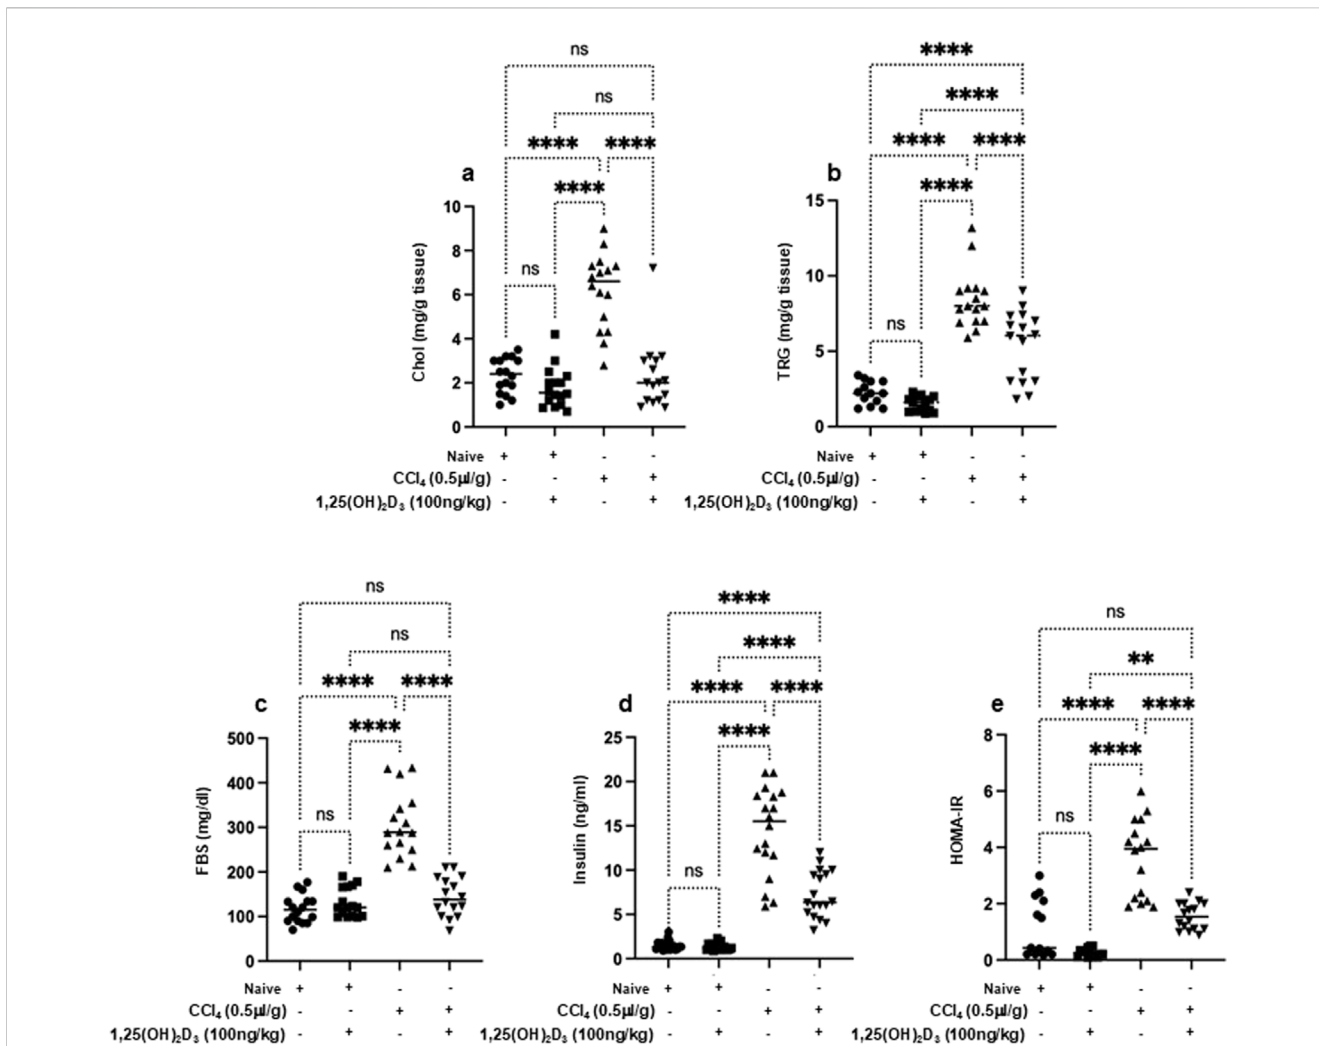 ns
ns
**** ****
a
****
ns
10
8
6
4
2
0
Chol (mg/g tissue)
Naive + + - -
CCl4 (0.5µl/g) - - + +
1,25(OH)2D3 (100ng/kg) - + - +
****
****
**** ****
b
****
ns
15
10
5
0
TRG (mg/g tissue)
Naive + + - -
CCl4 (0.5µl/g) - - + +
1,25(OH)2D3 (100ng/kg) - + - +
ns
ns
**** ****
c
****
ns
500
400
300
200
100
0
FBS (mg/dl)
Naive + + - -
CCl4 (0.5µl/g) - - + +
1,25(OH)2D3 (100ng/kg) - + - +
****
****
**** ****
d
****
ns
25
20
15
10
5
0
Insulin (ng/ml)
Naive + + - -
CCl4 (0.5µl/g) - - + +
1,25(OH)2D3 (100ng/kg) - + - +
ns
**
**** ****
e
****
ns
8
6
4
2
0
HOMA-IR
Naive + + - -
CCl4 (0.5µl/g) - - + +
1,25(OH)2D3 (100ng/kg) - + - +